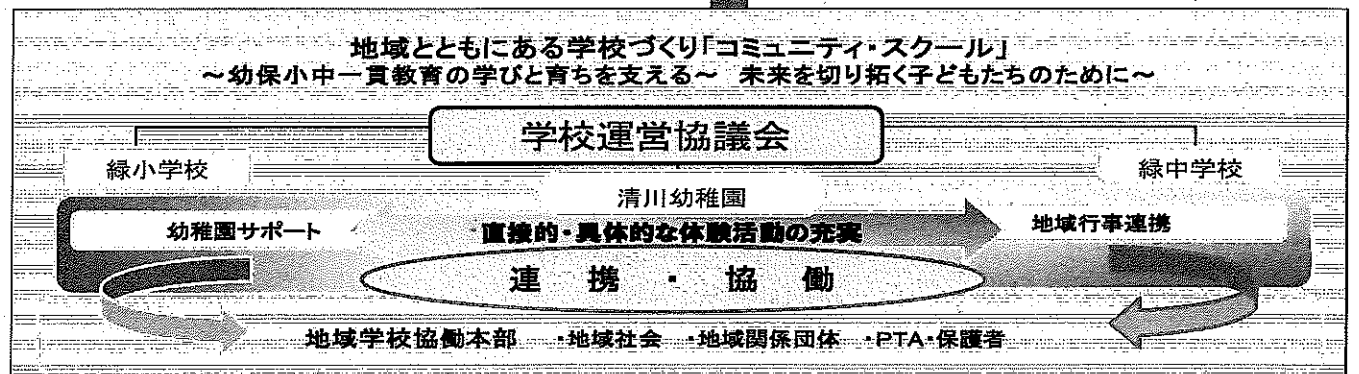 地域とともにある学校づくり「コミュニティ・スクール」
～幼保小中一貫教育の学びと育ちを支える～ 未来を切り拓く子どもたちのために～
学校運営協議会
緑小学校
緑中学校
清川幼稚園
幼稚園サポート
直接的・具体的な体験活動の充実
地域行事連携
連携・協働
地域学校協働本部 ・地域社会 ・地域関係団体 ・PTA・保護者